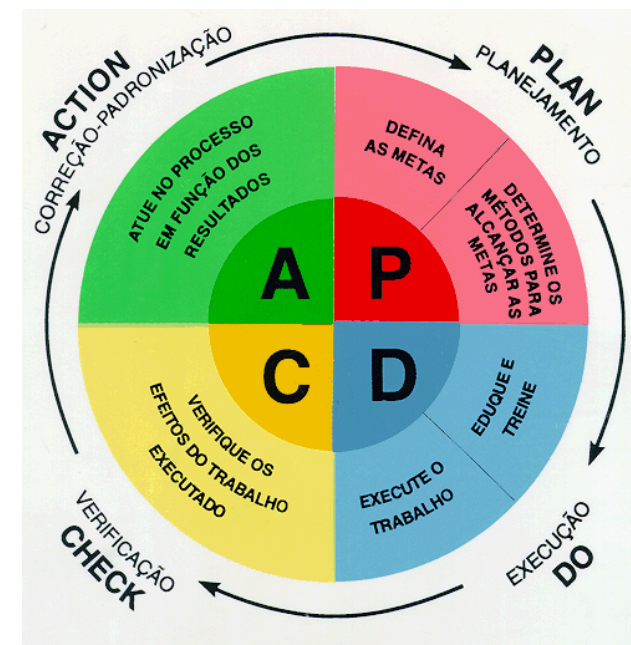 PLAN
PLANEJAMENTO
DEFINA
AS METAS
DETERMINE OS
MÉTODOS PARA
ALCANÇAR AS
METAS
P
DO
EXECUÇÃO
EDUQUE E
TREINE
EXECUTE O
TRABALHO
D
CHECK
VERIFICAÇÃO
VERIFIQUE OS
EFEITOS DO TRABALHO
EXECUTADO
C
ACTION
CORREÇÃO-PADRONIZAÇÃO
ATUE NO PROCESSO
EM FUNÇÃO DOS
RESULTADOS
A